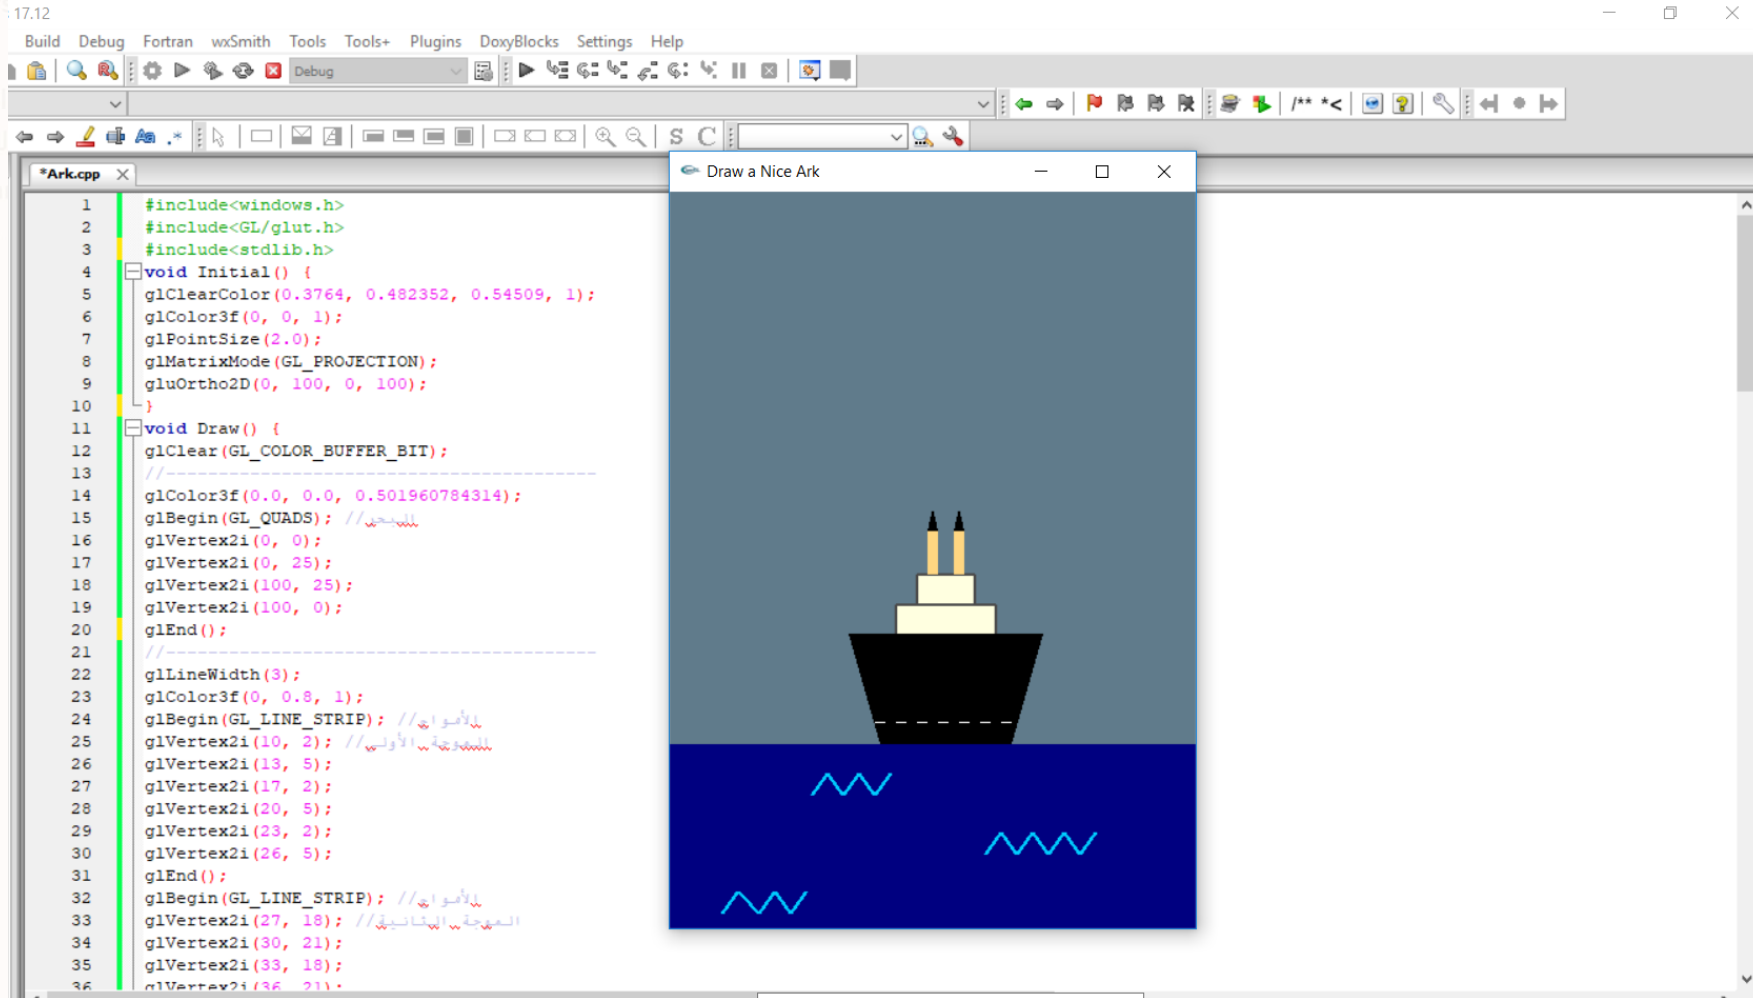 17.12
Build Debug Fortran wxSmith Tools Tools+ Plugins DoxyBlocks Settings Help
Debug
/** *<
S C
*Ark.cpp
Draw a Nice Ark
1 #include<windows.h>
2 #include<GL/glut.h>
3 #include<stdlib.h>
4 void Initial() {
5 glClearColor(0.3764, 0.482352, 0.54509, 1);
6 glColor3f(0, 0, 1);
7 glPointSize(2.0);
8 glMatrixMode(GL_PROJECTION);
9 gluOrtho2D(0, 100, 0, 100);
10 }
11 void Draw() {
12 glClear(GL_COLOR_BUFFER_BIT);
13 //-----------------------------------------
14 glColor3f(0.0, 0.0, 0.501960784314);
15 glBegin(GL_QUADS); //البحر
16 glVertex2i(0, 0);
17 glVertex2i(0, 25);
18 glVertex2i(100, 25);
19 glVertex2i(100, 0);
20 glEnd();
21 //-----------------------------------------
22 glLineWidth(3);
23 glColor3f(0, 0.8, 1);
24 glBegin(GL_LINE_STRIP); //الأمواج
25 glVertex2i(10, 2); //الموجة الأولى
26 glVertex2i(13, 5);
27 glVertex2i(17, 2);
28 glVertex2i(20, 5);
29 glVertex2i(23, 2);
30 glVertex2i(26, 5);
31 glEnd();
32 glBegin(GL_LINE_STRIP); //الأمواج
33 glVertex2i(27, 18); //الموجة الثانية
34 glVertex2i(30, 21);
35 glVertex2i(33, 18);
36 glVertex2i(36, 21);